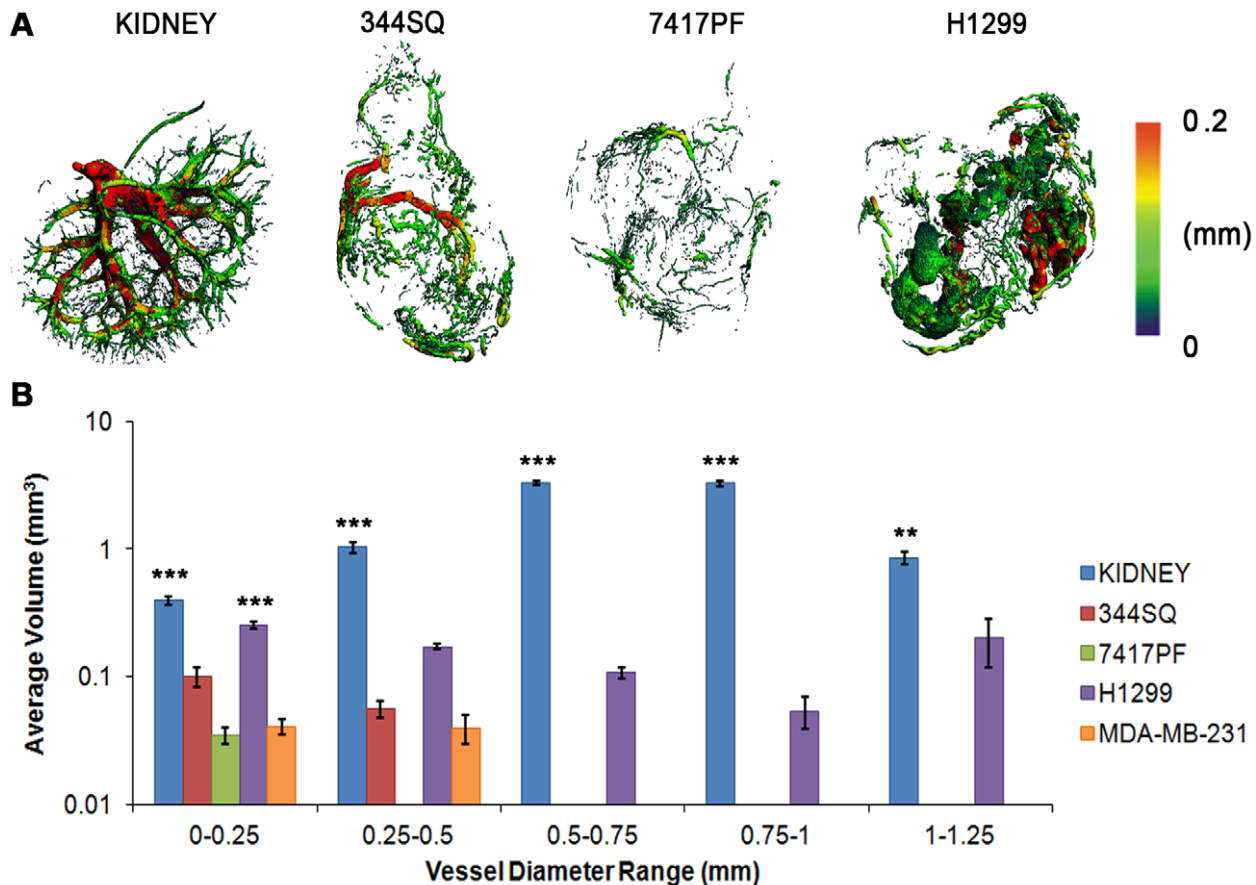 A
KIDNEY
344SQ
7417PF
H1299
0.2
(mm)
0
B
Average Volume (mm³)
10
1
0.1
0.01
***
***
***
***
***
**
0-0.25
0.25-0.5
0.5-0.75
0.75-1
1-1.25
Vessel Diameter Range (mm)
KIDNEY
344SQ
7417PF
H1299
MDA-MB-231